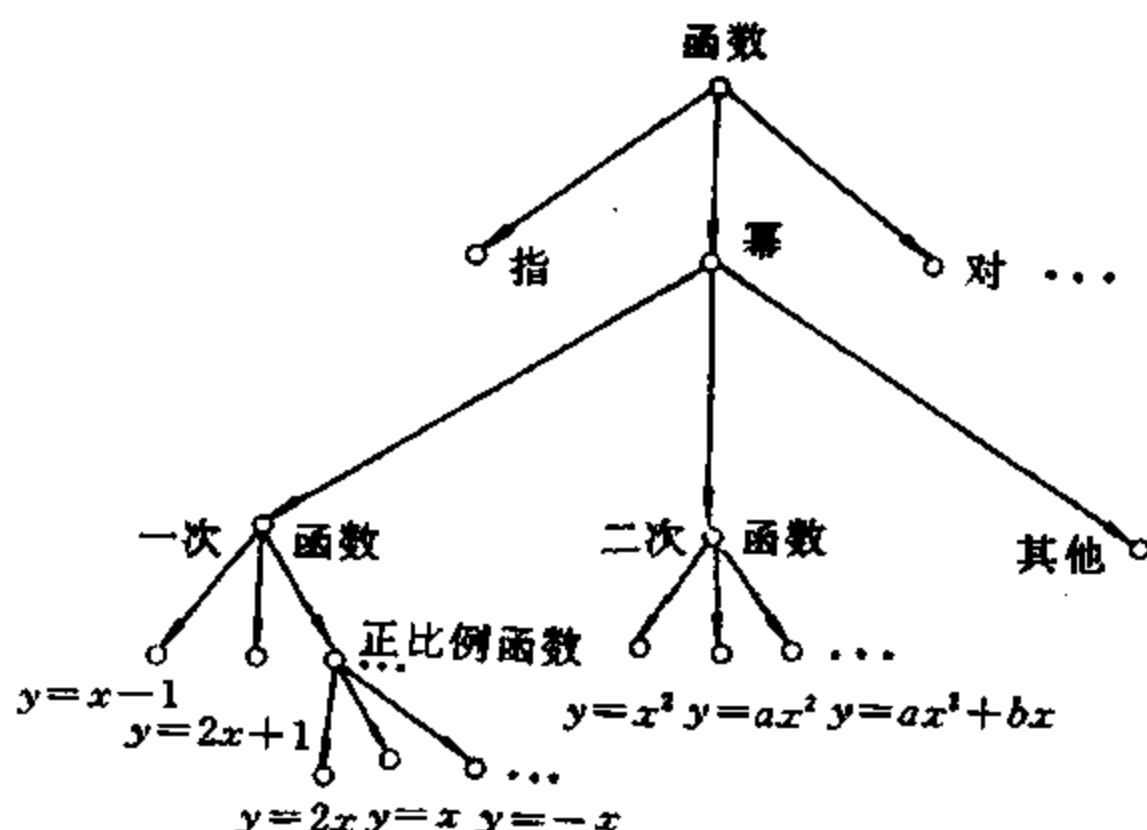 函数
指
幂
对 ...
一次 函数
二次 函数
其他
正比例函数
...
...
y=x-1
y=2x+1
y=x² y=ax² y=ax²+bx
...
y=2x y=x y=-x